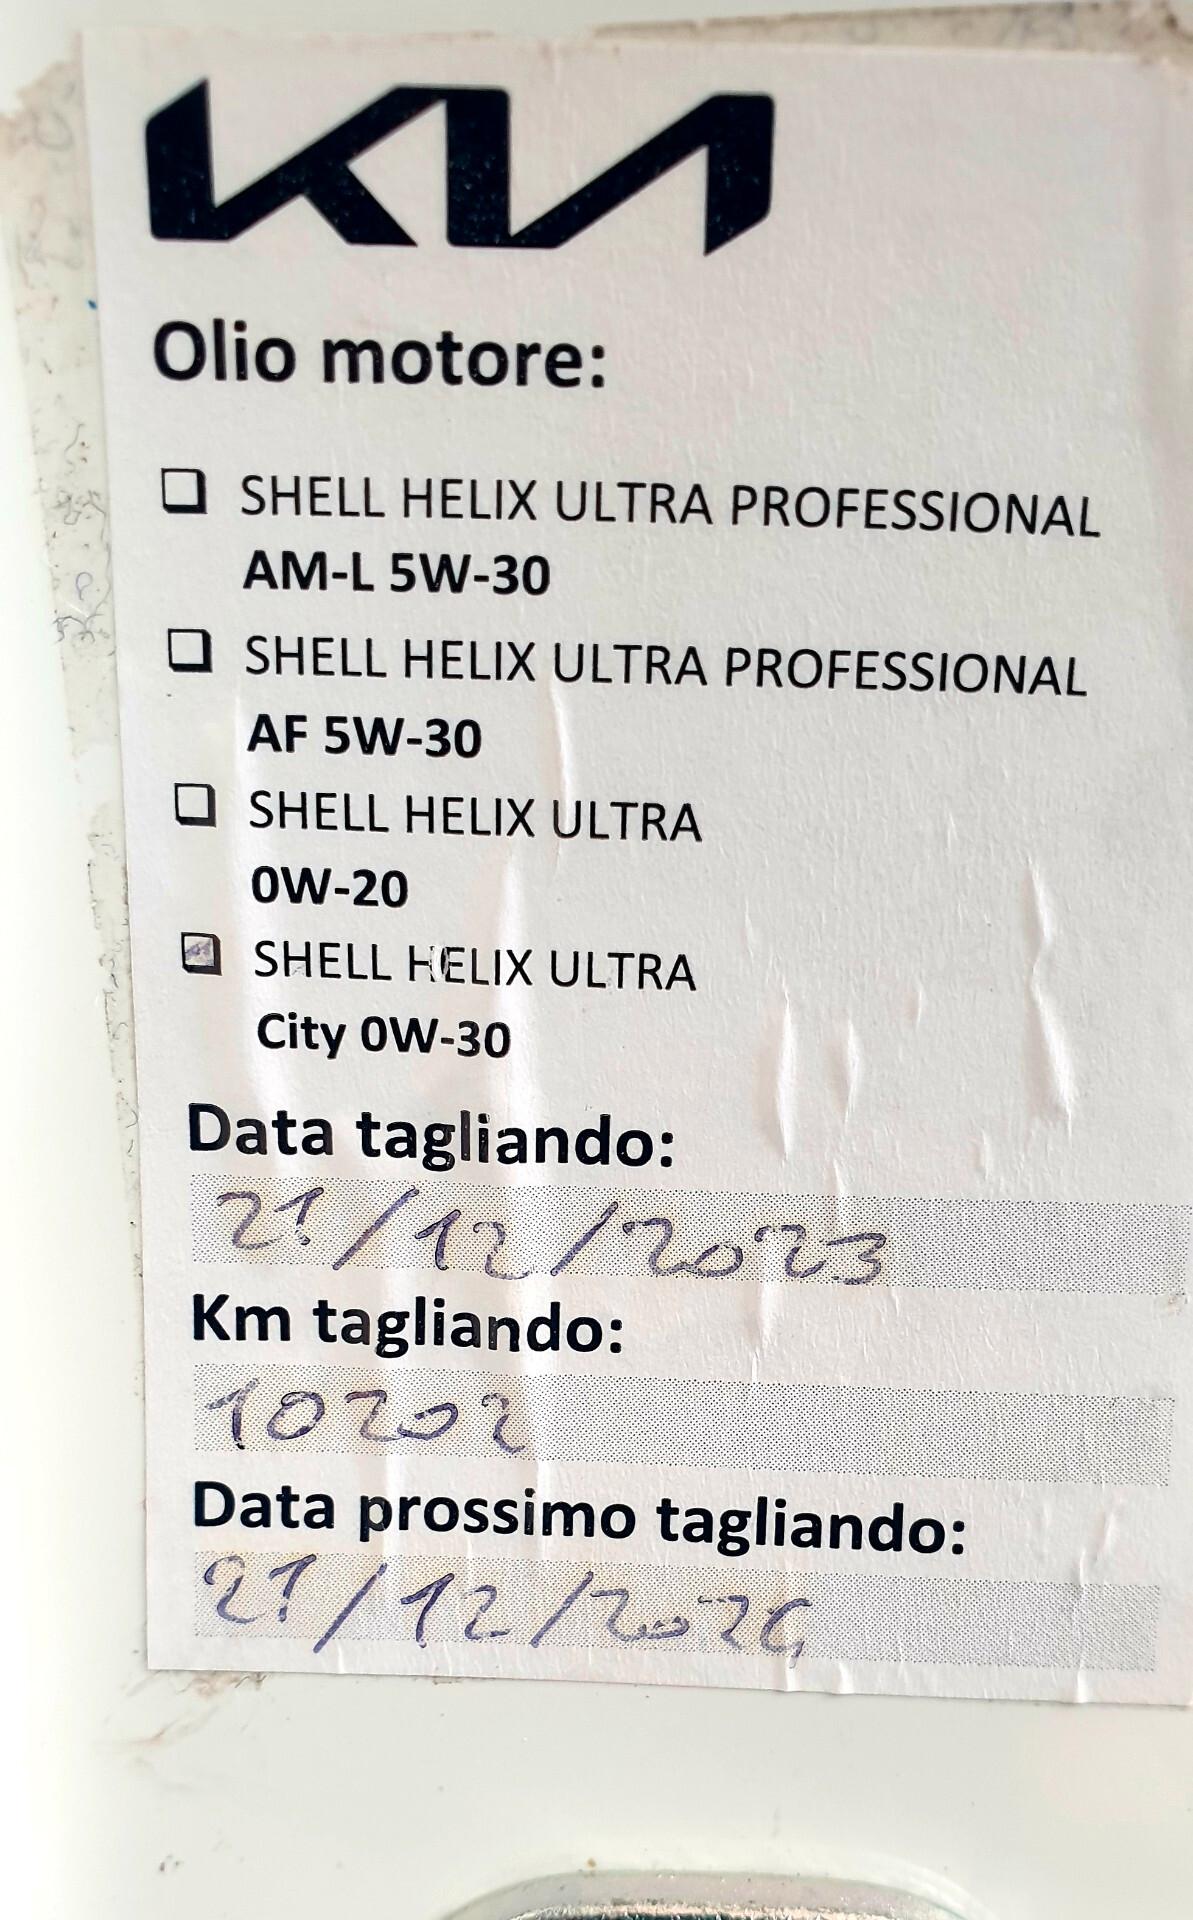 KIA
Olio motore:
❑ SHELL HELIX ULTRA PROFESSIONAL
AM-L 5W-30
❑ SHELL HELIX ULTRA PROFESSIONAL
AF 5W-30
❑ SHELL HELIX ULTRA
0W-20
❑ SHELL HELIX ULTRA
City 0W-30
Data tagliando:
21/12/2023
Km tagliando:
10202
Data prossimo tagliando:
21/12/2024